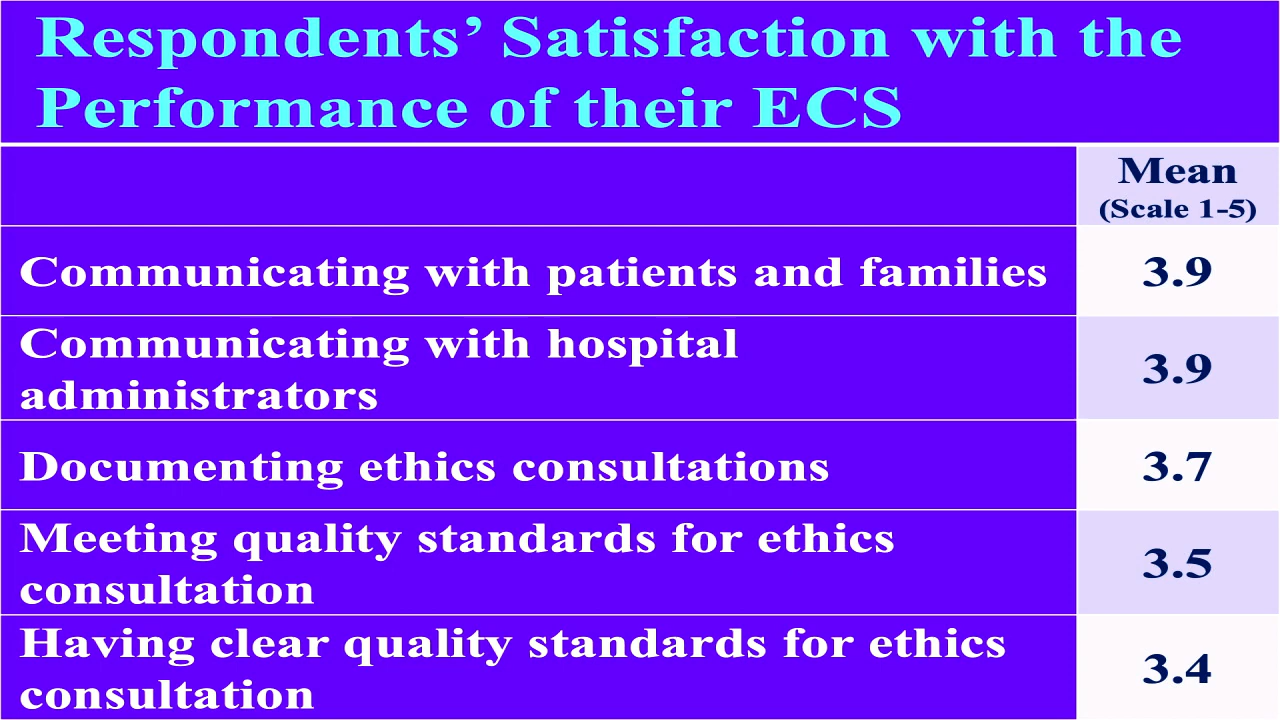 Respondents’ Satisfaction with the
Performance of their ECS
Mean
(Scale 1-5)
Communicating with patients and families
3.9
Communicating with hospital
administrators
3.9
Documenting ethics consultations
3.7
Meeting quality standards for ethics
consultation
3.5
Having clear quality standards for ethics
consultation
3.4